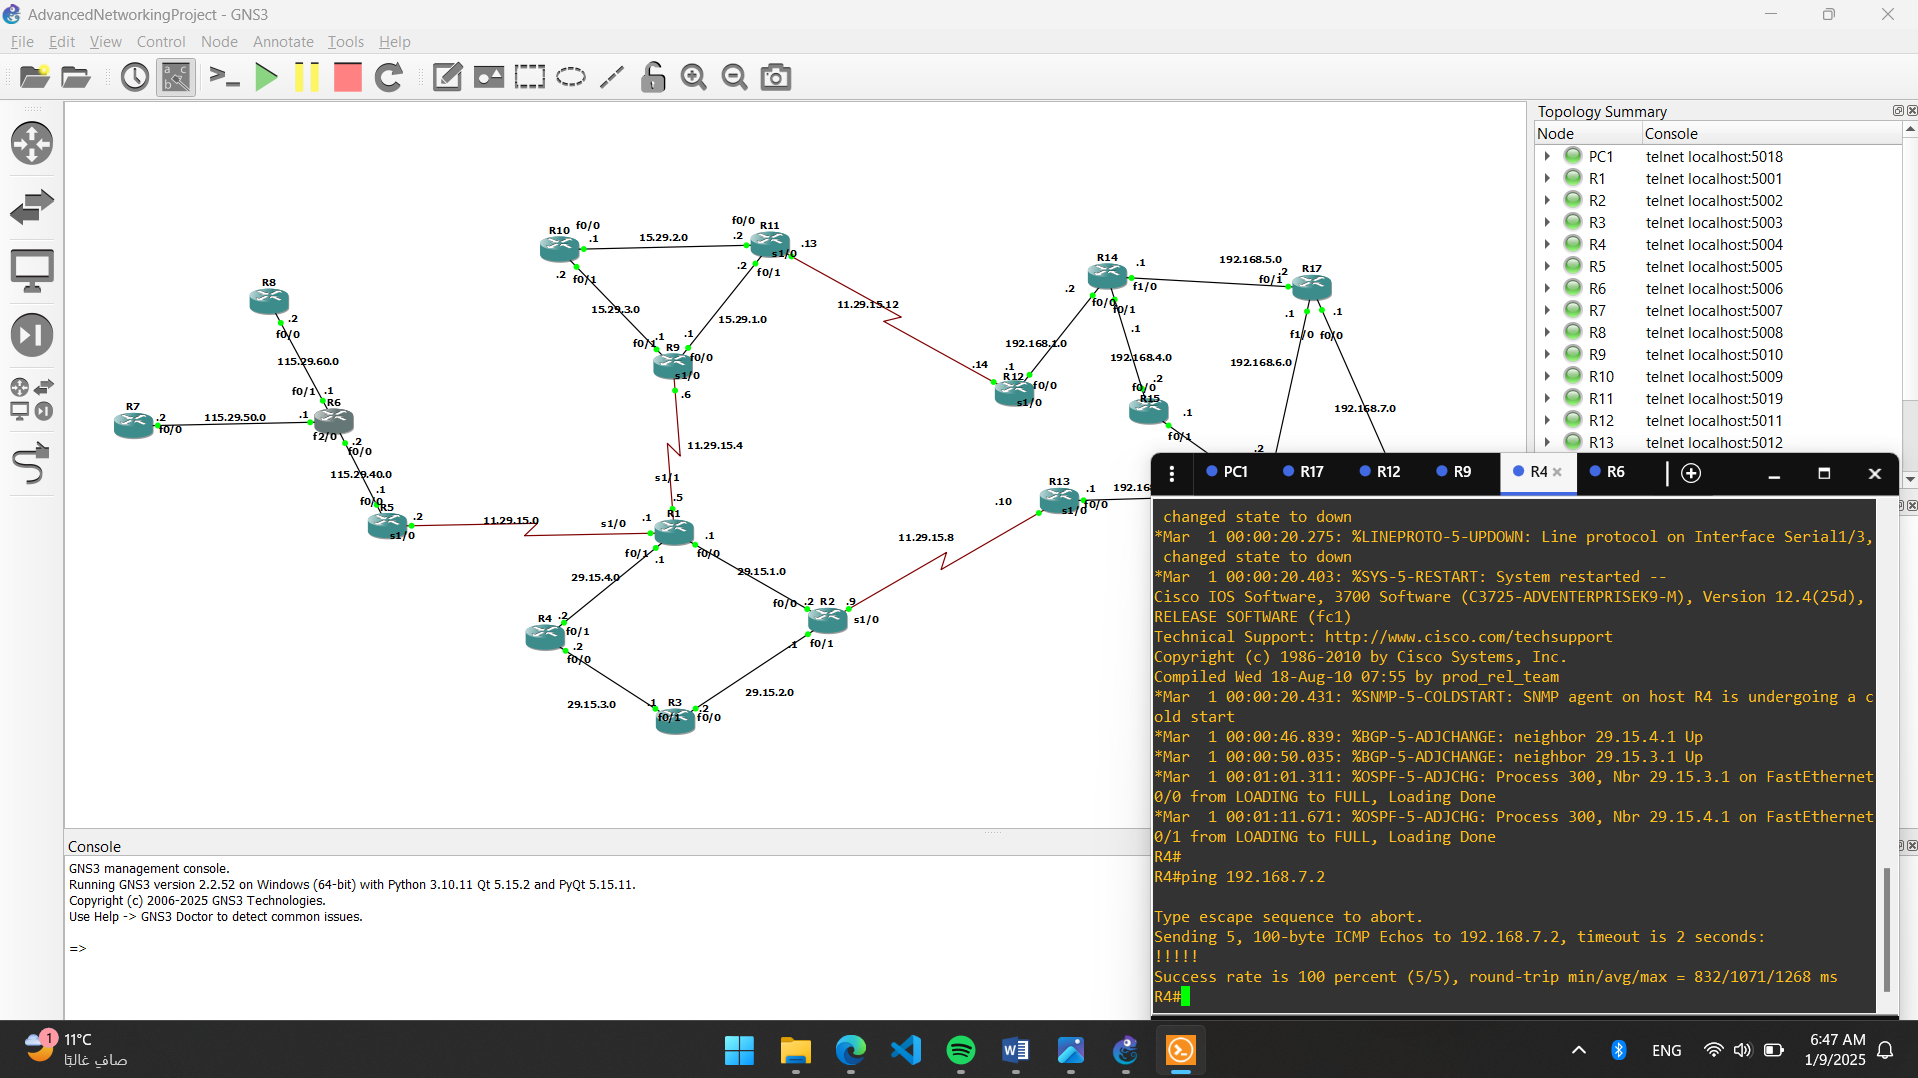 AdvancedNetworkingProject - GNS3
File Edit View Control Node Annotate Tools Help
Topology Summary
Node Console
PC1 telnet localhost:5018
R1 telnet localhost:5001
R2 telnet localhost:5002
R3 telnet localhost:5003
R4 telnet localhost:5004
R5 telnet localhost:5005
R6 telnet localhost:5006
R7 telnet localhost:5007
R8 telnet localhost:5008
R9 telnet localhost:5010
R10 telnet localhost:5009
R11 telnet localhost:5019
R12 telnet localhost:5011
R13 telnet localhost:5012
R10 f0/0
.1
15.29.2.0
f0/0 R11
.2
.13
s1/0
.2
f0/1
.2
f0/1
15.29.3.0
15.29.1.0
11.29.15.12
R14 .1
f1/0
192.168.5.0
.2
f0/1
R17
.2
f0/0
f0/1
.1
f1/0
.1
f0/0
R8
.2
f0/0
115.29.60.0
f0/1 .1
R6
.1
f2/0
.2
f0/0
R7 .2
f0/0
115.29.50.0
115.29.40.0
.1
f0/0
R5
.2
s1/0
11.29.15.0
f0/1
.1
R9
.1
f0/0
s1/0
.6
11.29.15.4
s1/1
.5
192.168.1.0
.14
.1
R12
f0/0
s1/0
.1
192.168.4.0
f0/0
.2
R15
.1
f0/1
192.168.6.0
192.168.7.0
.2
s1/0
.1
R1
.1
f0/0
f0/1
.1
29.15.4.0
29.15.1.0
f0/0 .2
R2
.9
s1/0
.1
f0/1
11.29.15.8
.10
R13
.1
f0/0
s1/0
192.168
R4 .2
f0/1
.2
f0/0
29.15.3.0
.1
R3
f0/1
.2
f0/0
29.15.2.0
PC1 R17 R12 R9 R4 R6
changed state to down
*Mar  1 00:00:20.275: %LINEPROTO-5-UPDOWN: Line protocol on Interface Serial1/3,
changed state to down
*Mar  1 00:00:20.403: %SYS-5-RESTART: System restarted --
Cisco IOS Software, 3700 Software (C3725-ADVENTERPRISEK9-M), Version 12.4(25d),
RELEASE SOFTWARE (fc1)
Technical Support: http://www.cisco.com/techsupport
Copyright (c) 1986-2010 by Cisco Systems, Inc.
Compiled Wed 18-Aug-10 07:55 by prod_rel_team
*Mar  1 00:00:20.431: %SNMP-5-COLDSTART: SNMP agent on host R4 is undergoing a c
old start
*Mar  1 00:00:46.839: %BGP-5-ADJCHANGE: neighbor 29.15.4.1 Up
*Mar  1 00:00:50.035: %BGP-5-ADJCHANGE: neighbor 29.15.3.1 Up
*Mar  1 00:01:01.311: %OSPF-5-ADJCHG: Process 300, Nbr 29.15.3.1 on FastEthernet
0/0 from LOADING to FULL, Loading Done
*Mar  1 00:01:11.671: %OSPF-5-ADJCHG: Process 300, Nbr 29.15.4.1 on FastEthernet
0/1 from LOADING to FULL, Loading Done
R4#
R4#ping 192.168.7.2
Type escape sequence to abort.
Sending 5, 100-byte ICMP Echos to 192.168.7.2, timeout is 2 seconds:
!!!!!
Success rate is 100 percent (5/5), round-trip min/avg/max = 832/1071/1268 ms
R4#
Console
GNS3 management console.
Running GNS3 version 2.2.52 on Windows (64-bit) with Python 3.10.11 Qt 5.15.2 and PyQt 5.15.11.
Copyright (c) 2006-2025 GNS3 Technologies.
Use Help -> GNS3 Doctor to detect common issues.
=>
1
11°C
صافٍ غالبًا
ENG
6:47 AM
1/9/2025